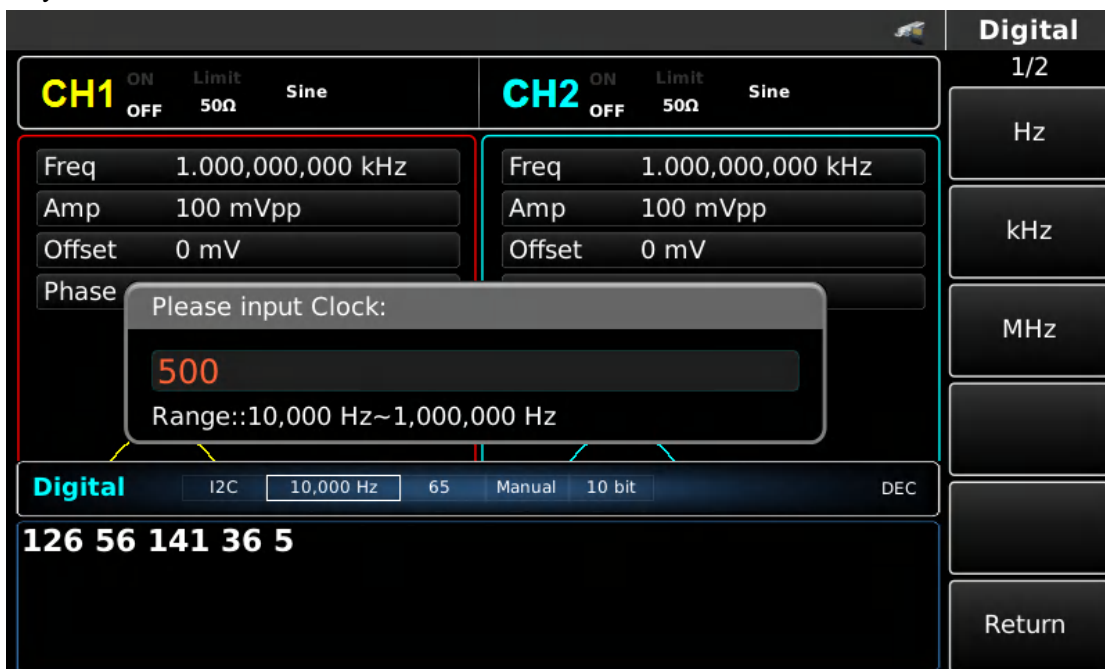 Digital
1/2
CH1 ON OFF Limit 50Ω Sine
CH2 ON OFF Limit 50Ω Sine
Hz
Freq 1.000,000,000 kHz
Freq 1.000,000,000 kHz
Amp 100 mVpp
Amp 100 mVpp
kHz
Offset 0 mV
Offset 0 mV
Phase
Please input Clock:
MHz
500
Range::10,000 Hz~1,000,000 Hz
Digital I2C 10,000 Hz 65 Manual 10 bit DEC
126 56 141 36 5
Return